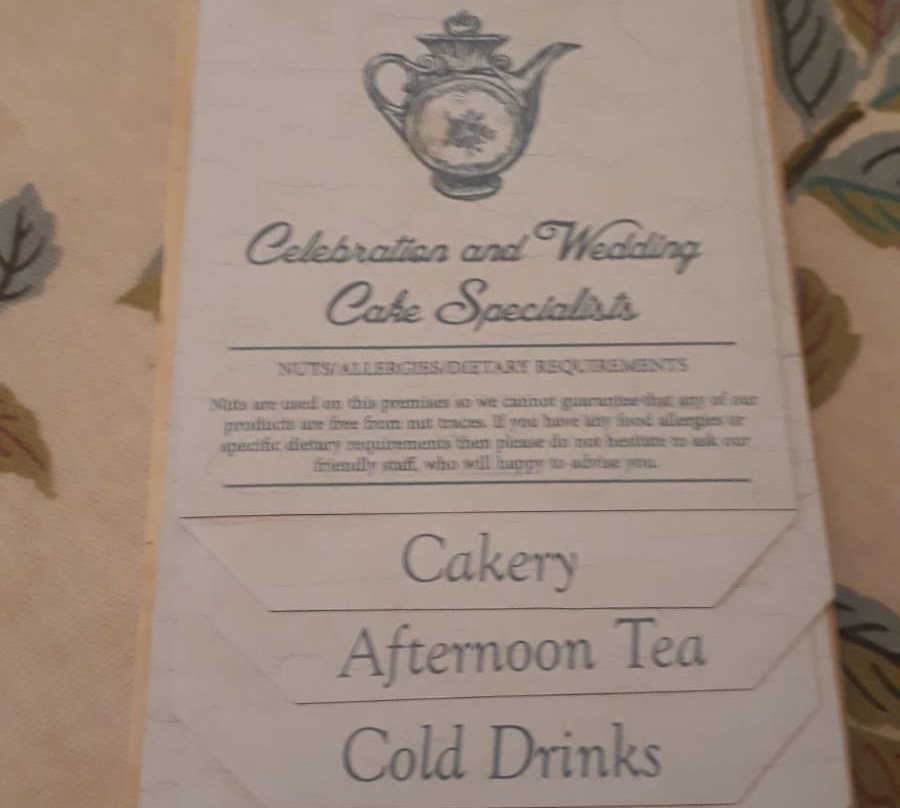 Celebration and Wedding
Cake Specialists
NUTS/ALLERGIES/DIETARY REQUIREMENTS
Nuts are used on this premises so we cannot guarantee that any of our
products are free from nut traces. If you have any food allergies or
specific dietary requirements then please do not hesitate to ask our
friendly staff, who will happy to advise you.
Cakery
Afternoon Tea
Cold Drinks